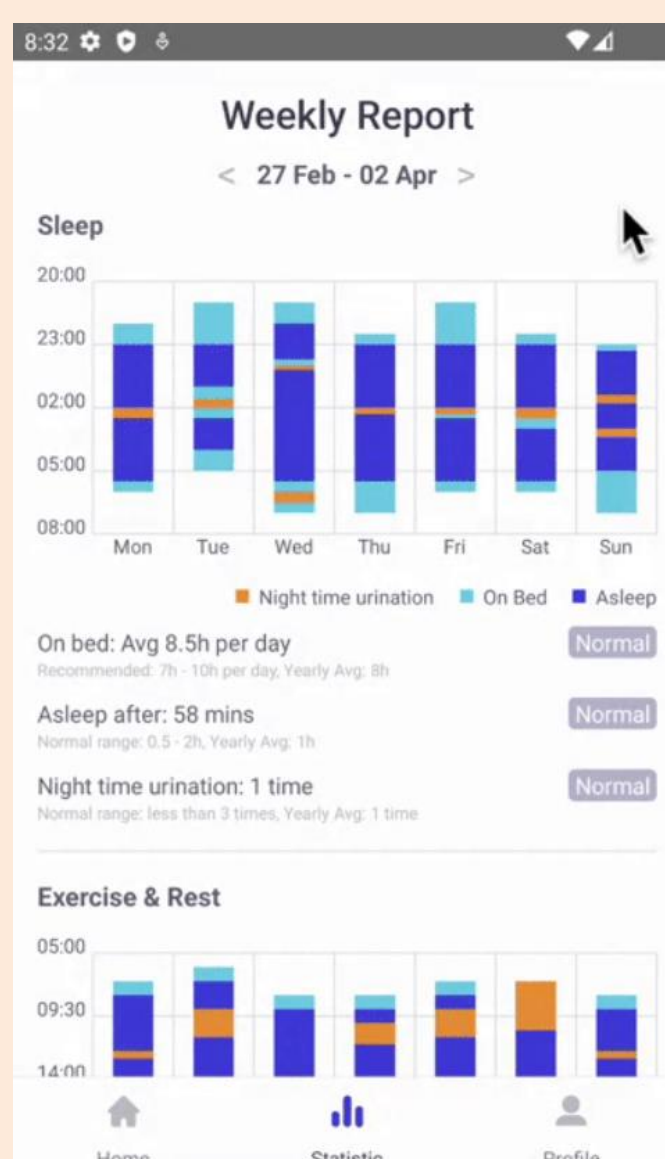 8:32
Weekly Report
< 27 Feb - 02 Apr >
Sleep
20:00
23:00
02:00
05:00
08:00
Mon Tue Wed Thu Fri Sat Sun
Night time urination On Bed Asleep
On bed: Avg 8.5h per day Normal
Recommended: 7h - 10h per day, Yearly Avg: 8h
Asleep after: 58 mins Normal
Normal range: 0.5 - 2h, Yearly Avg: 1h
Night time urination: 1 time Normal
Normal range: less than 3 times, Yearly Avg: 1 time
Exercise & Rest
05:00
09:30
14:00
Home Statistic Profile